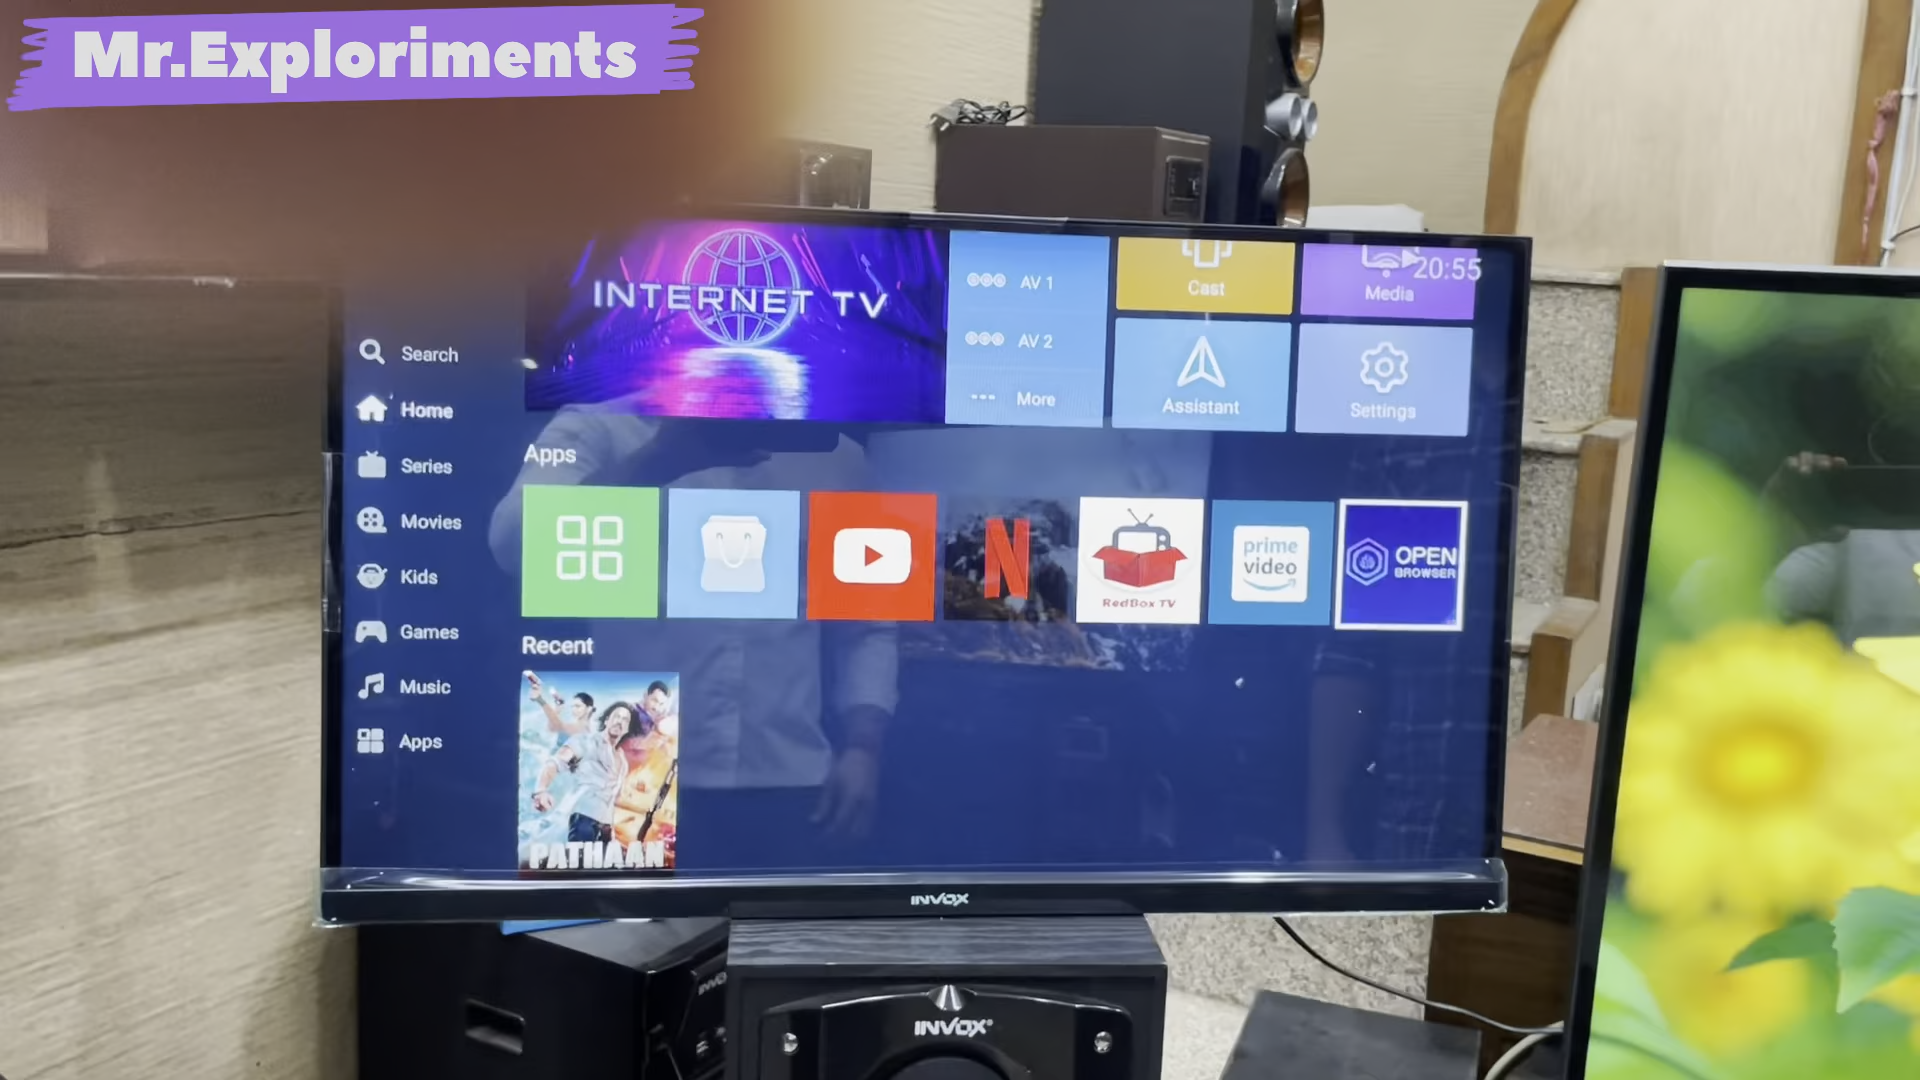 Mr.Exploriments
INTERNET TV
AV 1
AV 2
More
Cast
20:55
Media
Assistant
Settings
Search
Home
Series
Movies
Kids
Games
Music
Apps
Apps
RedBox TV
prime
video
OPEN
BROWSER
N
Recent
PATHAAN
INVOX
INVOX®